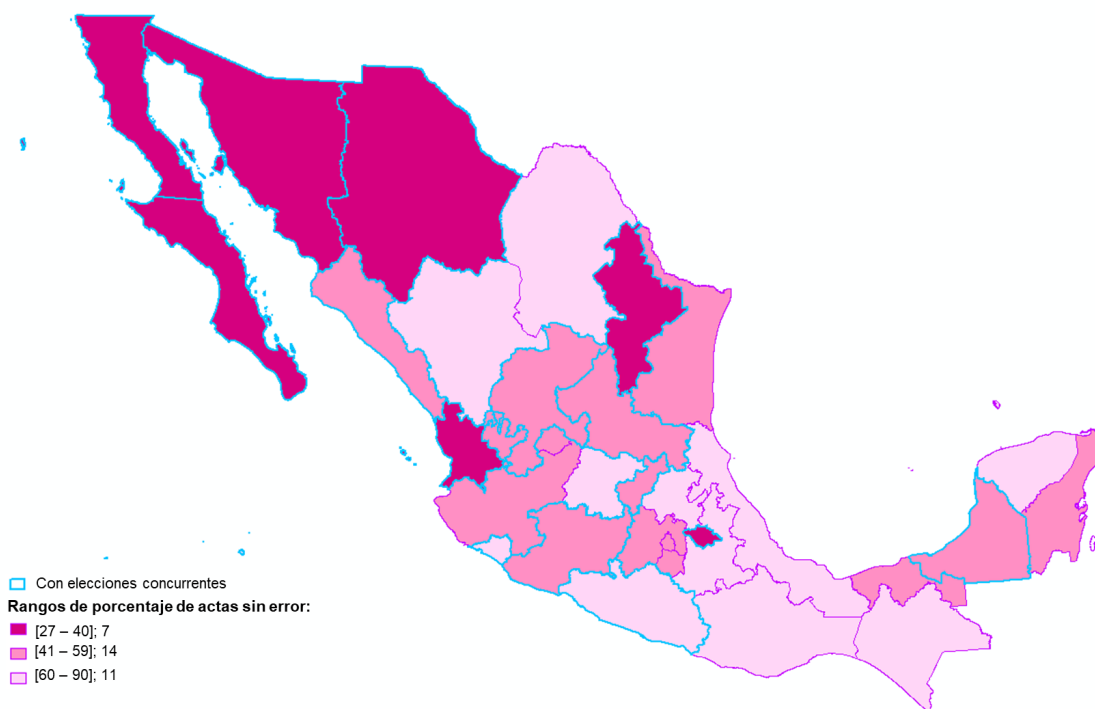 Con elecciones concurrentes
Rangos de porcentaje de actas sin error:
[27 – 40]; 7
[41 – 59]; 14
[60 – 90]; 11